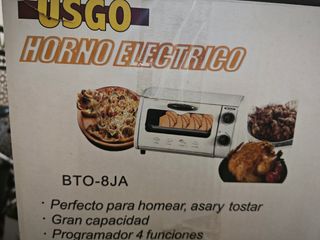 USGO
HORNO ELECTRICO
BTO-8JA
· Perfecto para homear, asary tostar
· Gran capacidad
· Programador 4 funciones